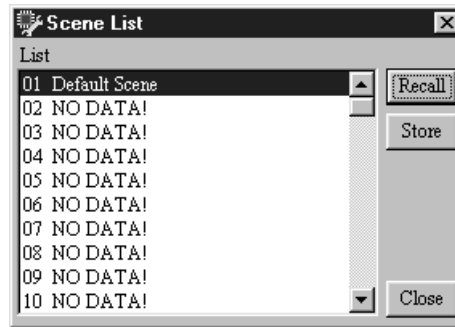 Scene List
List
01 Default Scene
02 NO DATA!
03 NO DATA!
04 NO DATA!
05 NO DATA!
06 NO DATA!
07 NO DATA!
08 NO DATA!
09 NO DATA!
10 NO DATA!
Recall
Store
Close